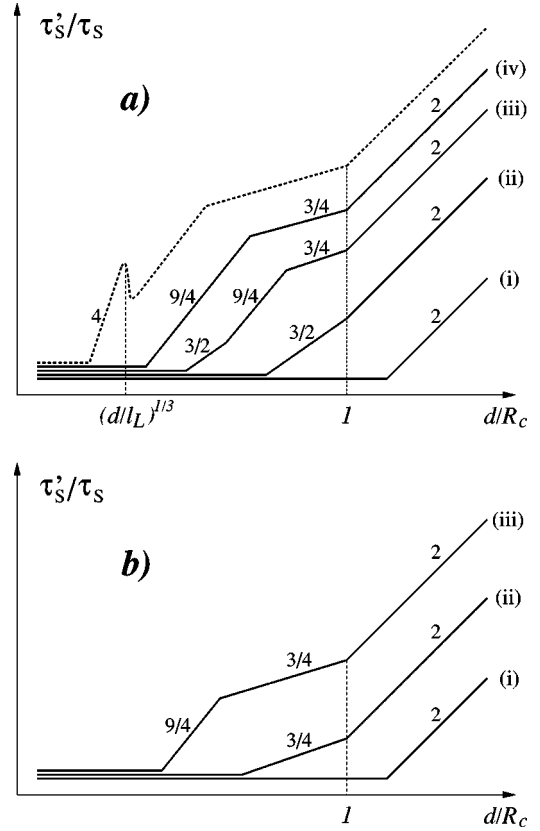 τ'S/τS
a)
(iv)
2
(iii)
2
(ii)
3/4
2
3/4
(i)
9/4
9/4
4
2
3/2
3/2
(d/lL)^1/3
1
d/Rc
τ'S/τS
b)
(iii)
2
(ii)
3/4
2
(i)
9/4
3/4
2
1
d/Rc